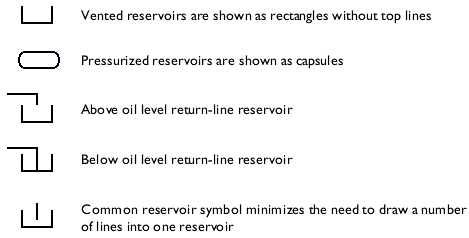 Vented reservoirs are shown as rectangles without top lines
Pressurized reservoirs are shown as capsules
Above oil level return-line reservoir
Below oil level return-line reservoir
Common reservoir symbol minimizes the need to draw a number
of lines into one reservoir